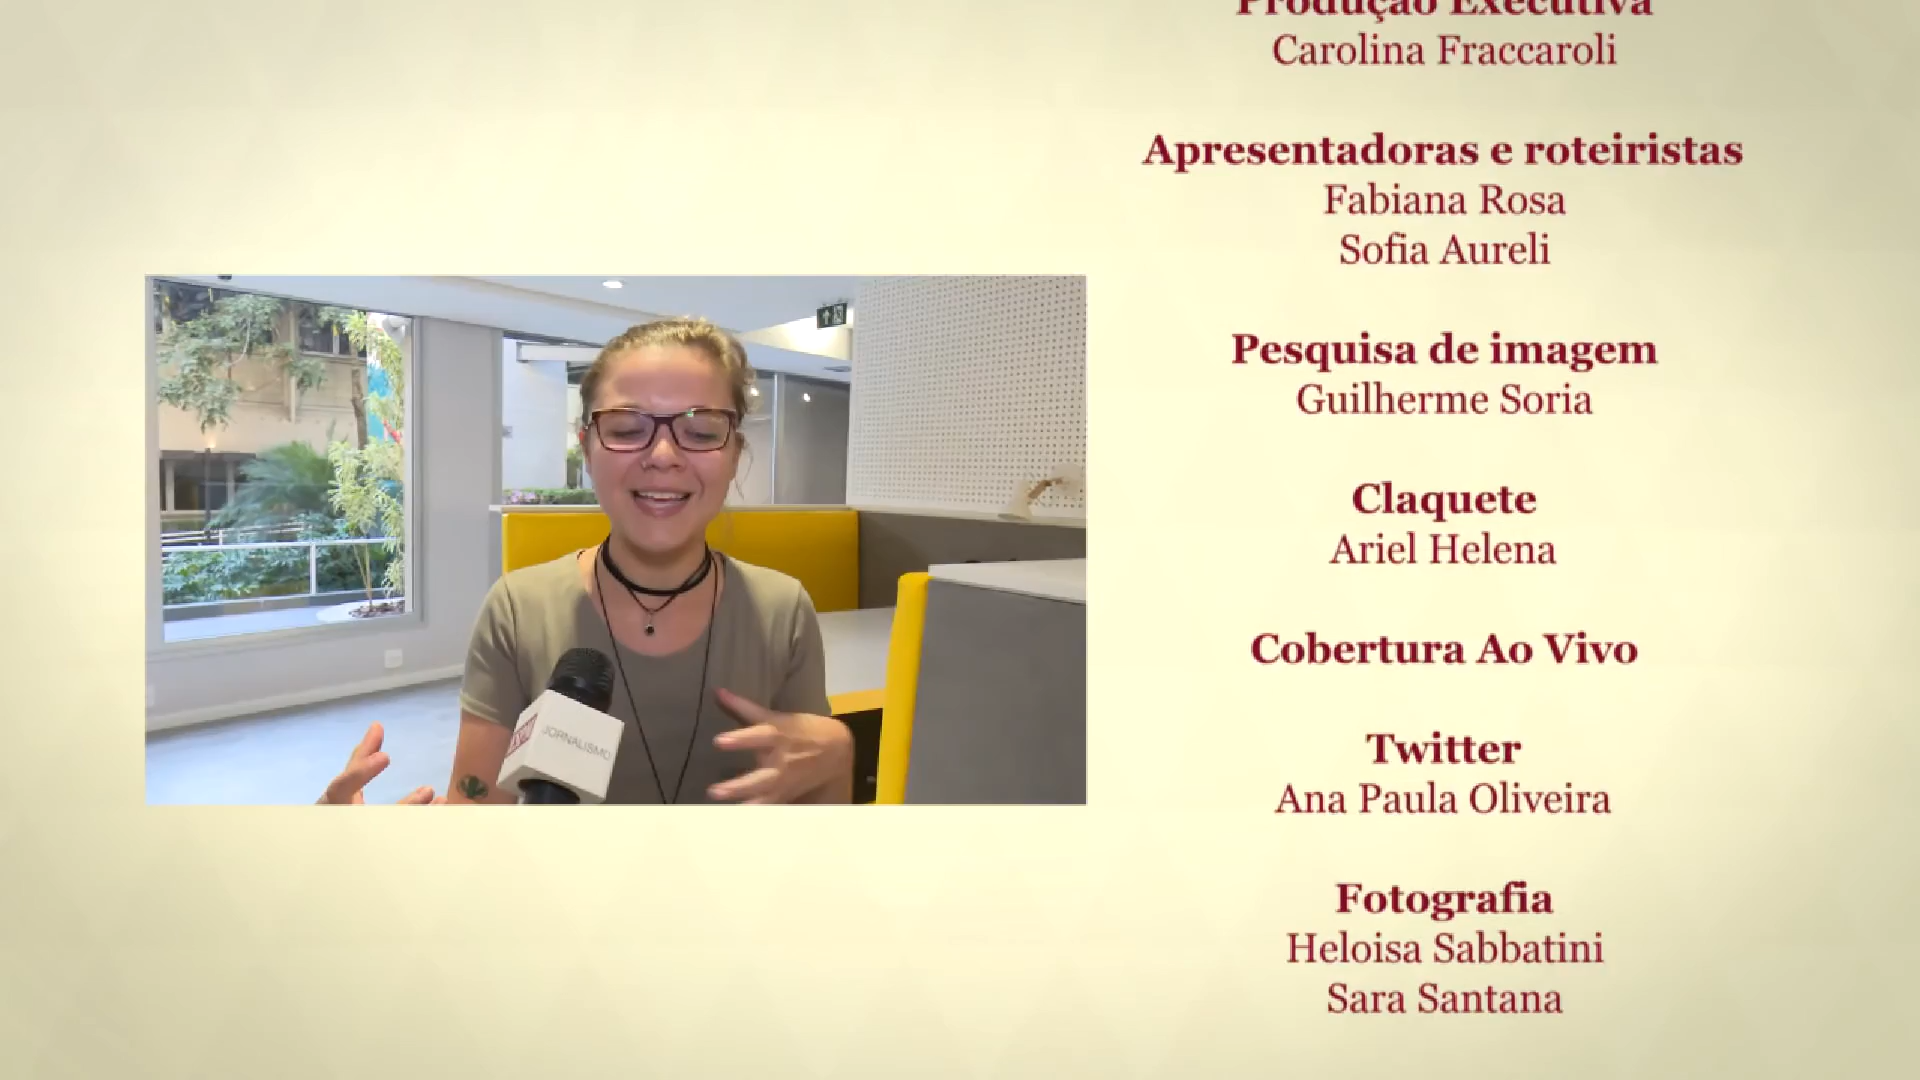 Produção Executiva
Carolina Fraccaroli
Apresentadoras e roteiristas
Fabiana Rosa
Sofia Aureli
Pesquisa de imagem
Guilherme Soria
Claquete
Ariel Helena
Cobertura Ao Vivo
Twitter
Ana Paula Oliveira
Fotografia
Heloisa Sabbatini
Sara Santana
JORNALISMO